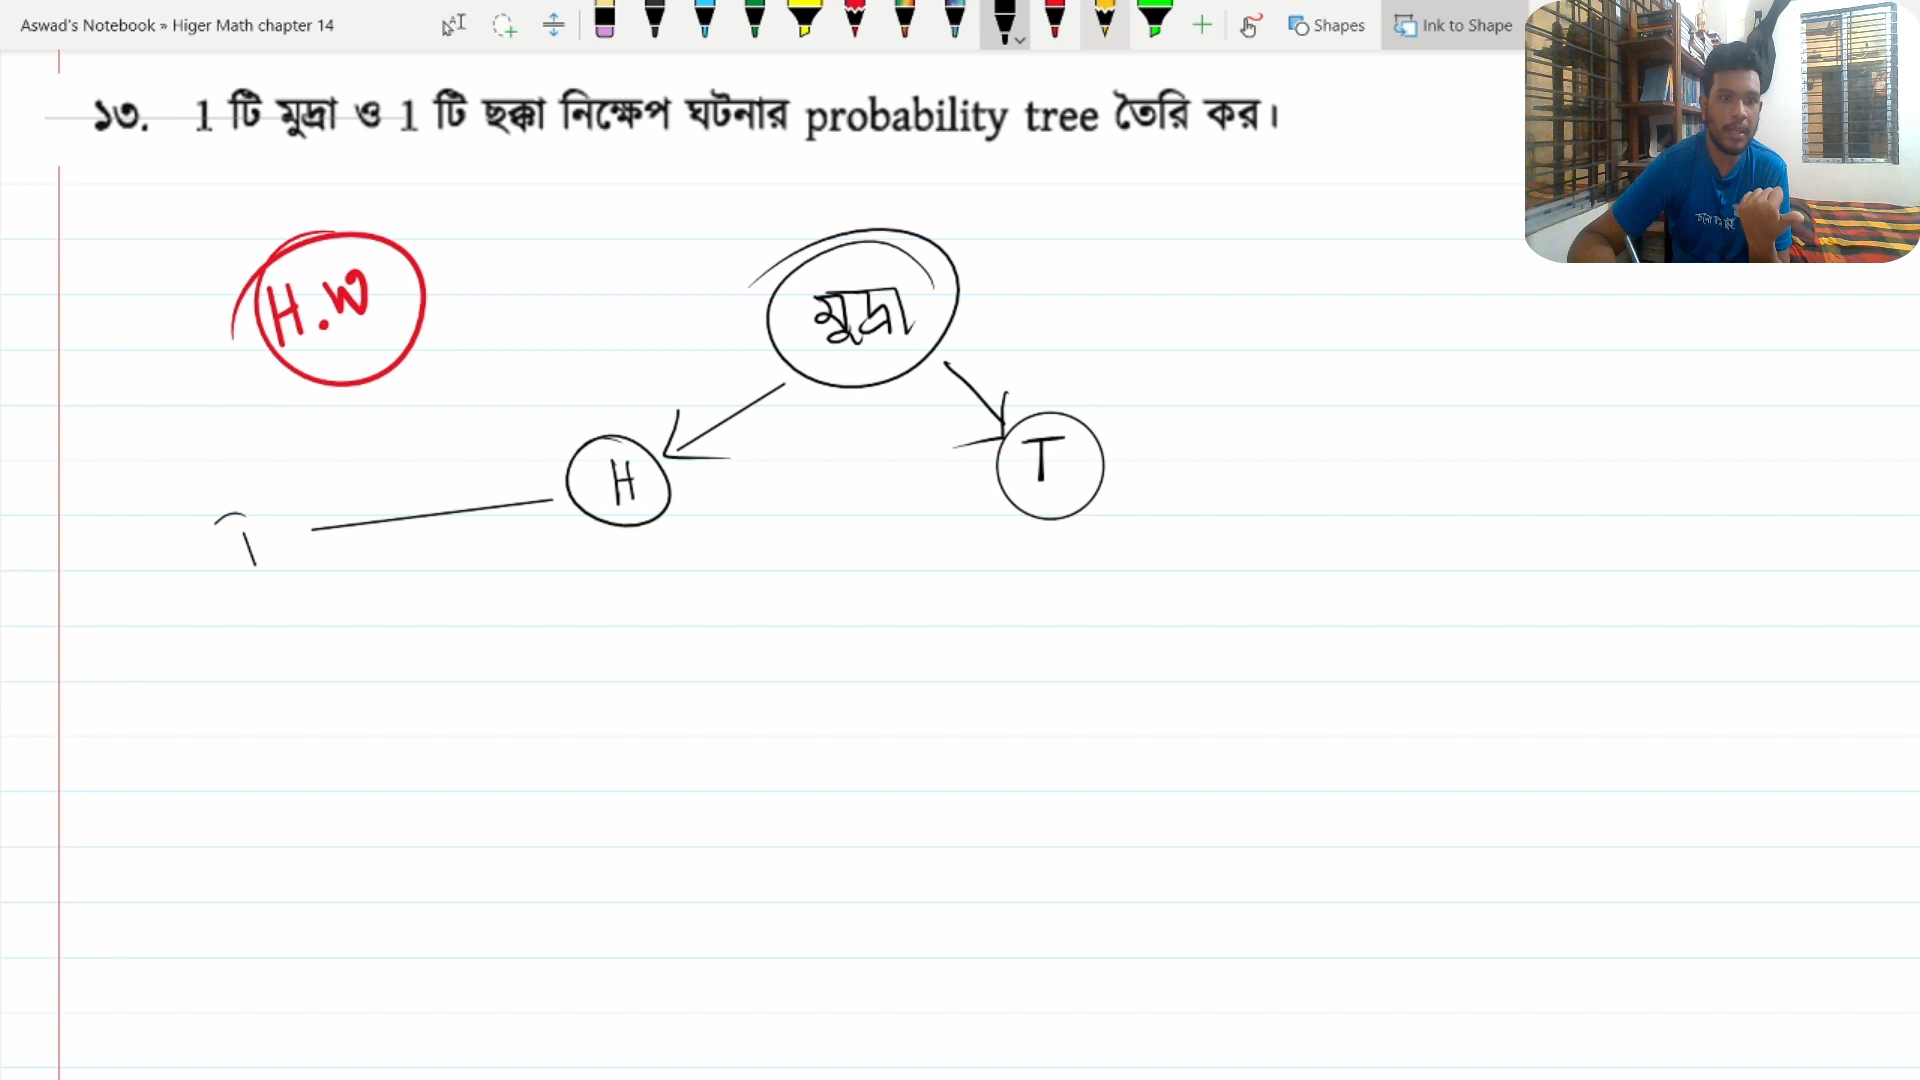 Aswad's Notebook » Higer Math chapter 14
Shapes
Ink to Shape
১৩. 1 টি মুদ্রা ও 1 টি ছক্কা নিক্ষেপ ঘটনার probability tree তৈরি কর।
H.W
মুদ্রা
H
T